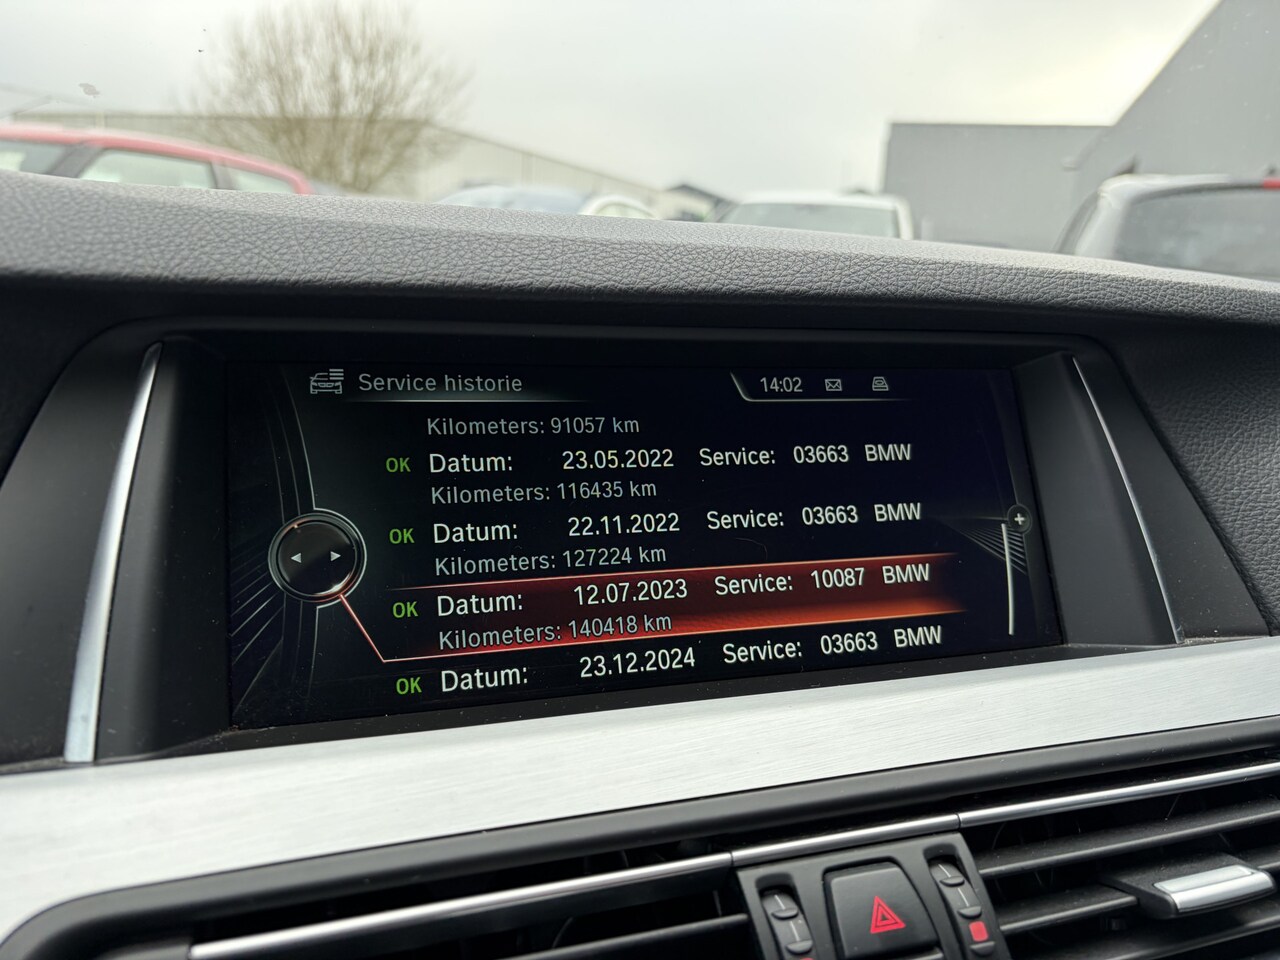 Service historie
14:02
Kilometers: 91057 km
OK Datum: 23.05.2022 Service: 03663 BMW
Kilometers: 116435 km
OK Datum: 22.11.2022 Service: 03663 BMW
Kilometers: 127224 km
OK Datum: 12.07.2023 Service: 10087 BMW
Kilometers: 140418 km
OK Datum: 23.12.2024 Service: 03663 BMW